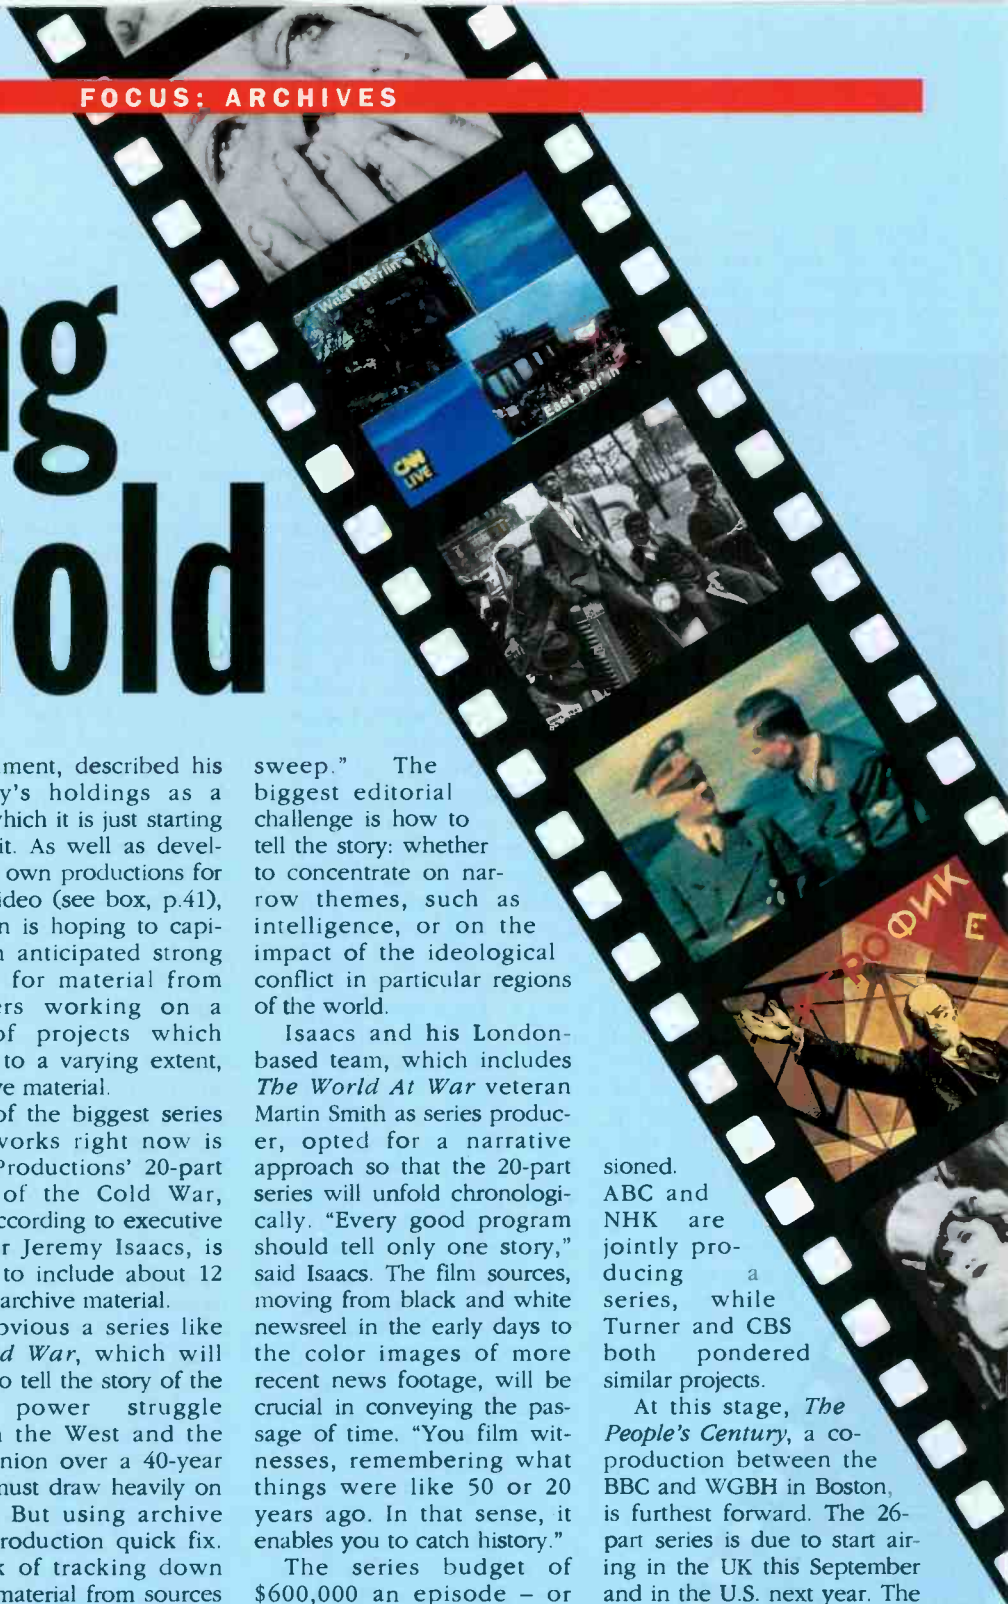 FOCUS: ARCHIVES
ng
old
West Berlin
East Berlin
CNN
LIVE
ment, described his
y's holdings as a
which it is just starting
it. As well as devel-
own productions for
ideo (see box, p.41),
n is hoping to capi-
n anticipated strong
for material from
ers working on a
of projects which
to a varying extent,
ve material.
of the biggest series
works right now is
Productions' 20-part
of the Cold War,
ccording to executive
r Jeremy Isaacs, is
to include about 12
archive material.
bvious a series like
d War, which will
o tell the story of the
power struggle
n the West and the
nion over a 40-year
must draw heavily on
But using archive
roduction quick fix.
k of tracking down
material from sources
sweep." The
biggest editorial
challenge is how to
tell the story: whether
to concentrate on nar-
row themes, such as
intelligence, or on the
impact of the ideological
conflict in particular regions
of the world.
Isaacs and his London-
based team, which includes
The World At War veteran
Martin Smith as series produc-
er, opted for a narrative
approach so that the 20-part
series will unfold chronologi-
cally. "Every good program
should tell only one story,"
said Isaacs. The film sources,
moving from black and white
newsreel in the early days to
the color images of more
recent news footage, will be
crucial in conveying the pas-
sage of time. "You film wit-
nesses, remembering what
things were like 50 or 20
years ago. In that sense, it
enables you to catch history."
The series budget of
$600,000 an episode – or
sioned.
ABC and
NHK are
jointly pro-
ducing a
series, while
Turner and CBS
both pondered
similar projects.
At this stage, The
People's Century, a co-
production between the
BBC and WGBH in Boston,
is furthest forward. The 26-
part series is due to start air-
ing in the UK this September
and in the U.S. next year. The